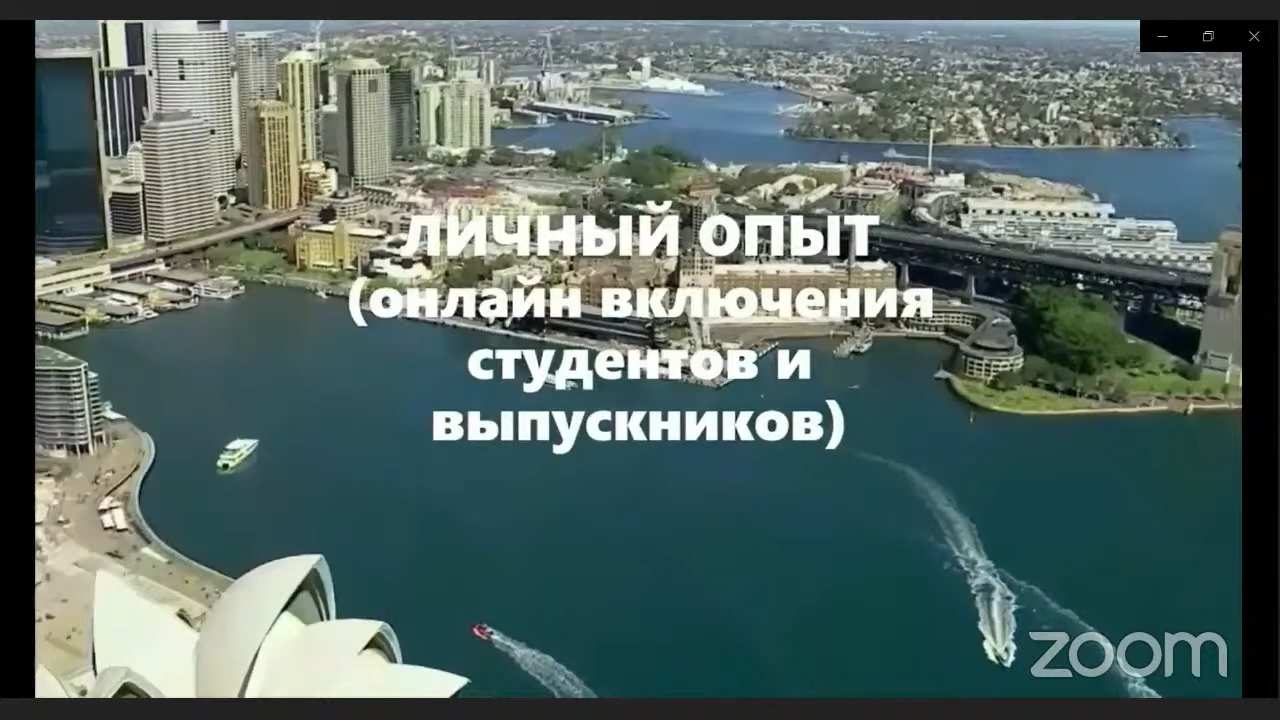 ЛИЧНЫЙ ОПЫТ
(онлайн включения
студентов и
выпускников)
zoom